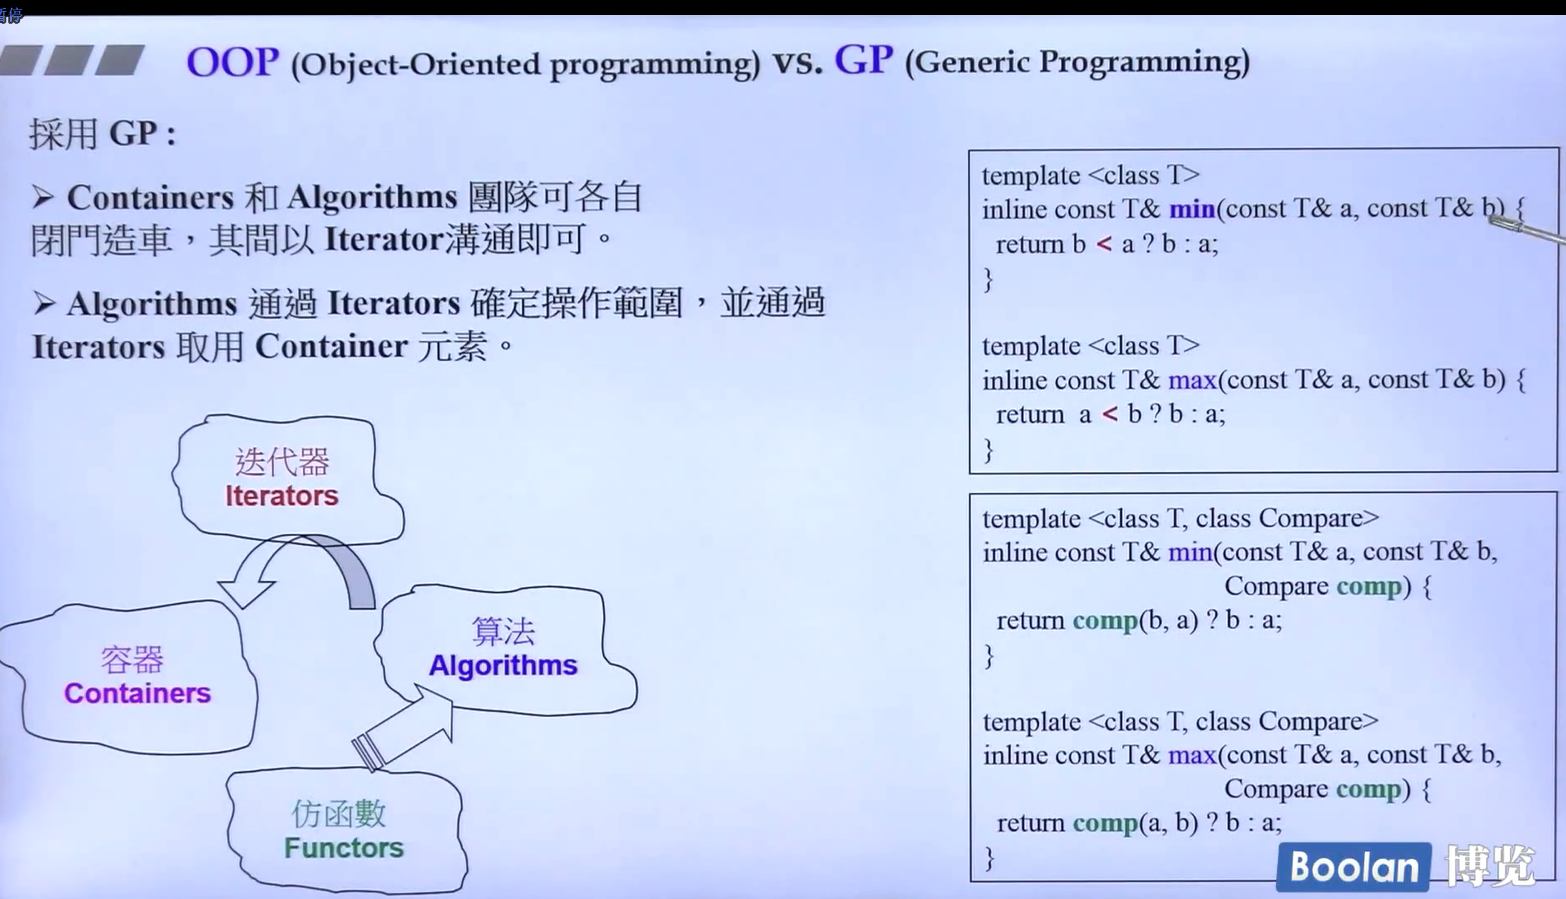 暂停
OOP (Object-Oriented programming) vs. GP (Generic Programming)
採用 GP :
➢ Containers 和 Algorithms 團隊可各自
閉門造車，其間以 Iterator溝通即可。
➢ Algorithms 通過 Iterators 確定操作範圍，並通過
Iterators 取用 Container 元素。
迭代器
Iterators
容器
Containers
算法
Algorithms
仿函數
Functors
template <class T>
inline const T& min(const T& a, const T& b) {
return b < a ? b : a;
}
template <class T>
inline const T& max(const T& a, const T& b) {
return a < b ? b : a;
}
template <class T, class Compare>
inline const T& min(const T& a, const T& b,
Compare comp) {
return comp(b, a) ? b : a;
}
template <class T, class Compare>
inline const T& max(const T& a, const T& b,
Compare comp) {
return comp(a, b) ? b : a;
}
Boolan 博览